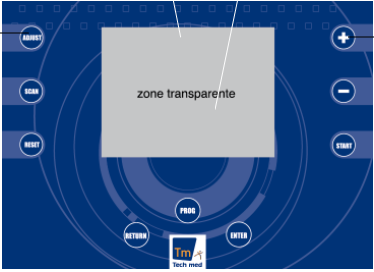 ADJUST
+
zone transparente
SCAN
−
RESET
START
PROG
RETURN
ENTER
Tm
Tech med